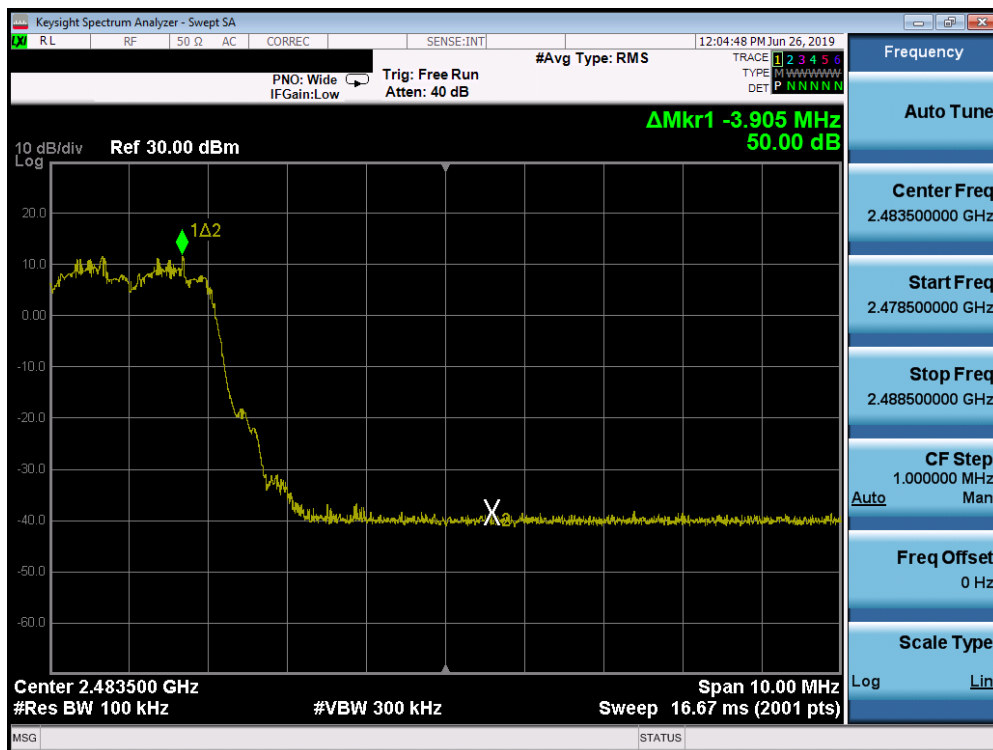 Keysight Spectrum Analyzer - Swept SA
LXI RL RF 50 Ω AC CORREC SENSE:INT 12:04:48 PM Jun 26, 2019
#Avg Type: RMS
TRACE 1 2 3 4 5 6
PNO: Wide Trig: Free Run TYPE M WWWWW
IFGain:Low Atten: 40 dB DET P N N N N N
ΔMkr1 -3.905 MHz
50.00 dB
10 dB/div Ref 30.00 dBm
Log
20.0
1Δ2
10.0
0.00
-10.0
-20.0
-30.0
-40.0
X2
-50.0
-60.0
Center 2.483500 GHz Span 10.00 MHz
#Res BW 100 kHz #VBW 300 kHz Sweep 16.67 ms (2001 pts)
MSG STATUS
Frequency
Auto Tune
Center Freq
2.483500000 GHz
Start Freq
2.478500000 GHz
Stop Freq
2.488500000 GHz
CF Step
1.000000 MHz
Auto Man
Freq Offset
0 Hz
Scale Type
Log Lin